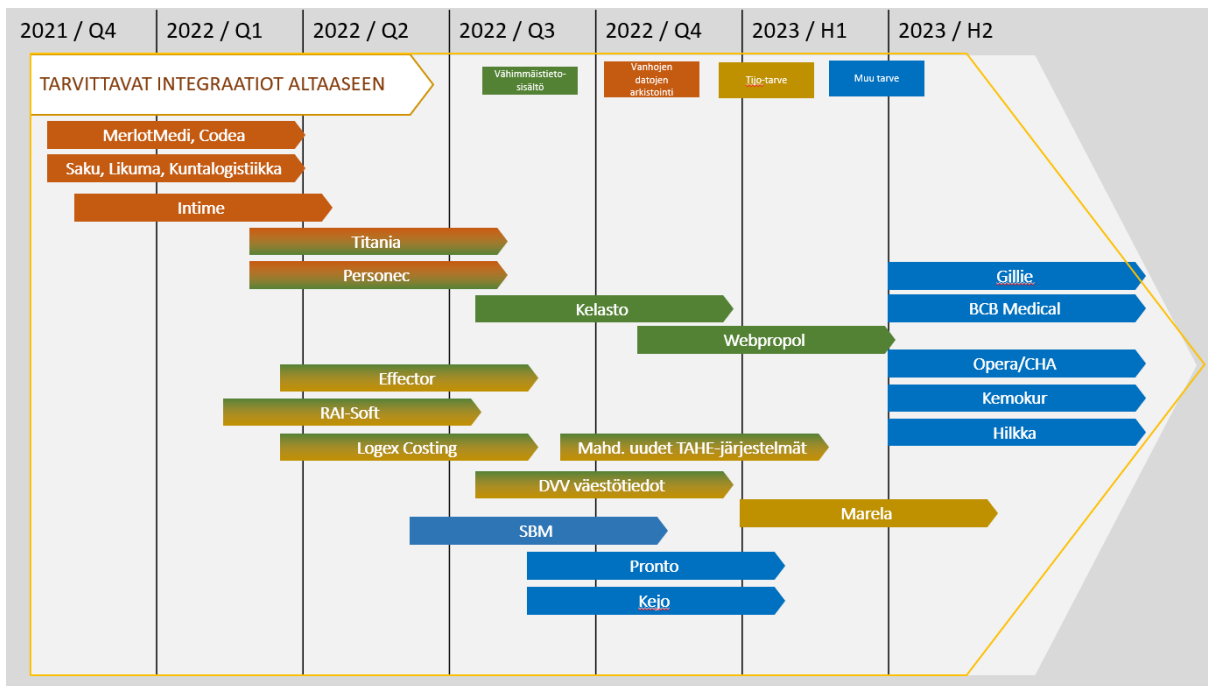 2021 / Q4
2022 / Q1
2022 / Q2
2022 / Q3
2022 / Q4
2023 / H1
2023 / H2
TARVITTAVAT INTEGRAATIOT ALTAASEEN
Vähimmäistieto-
sisältö
Vanhojen
datojen
arkistointi
Tijo-tarve
Muu tarve
MerlotMedi, Codea
Saku, Likuma, Kuntalogistiikka
Intime
Titania
Personec
Gillie
Kelasto
BCB Medical
Webpropol
Opera/CHA
Effector
Kemokur
RAI-Soft
Hilkka
Logex Costing
Mahd. uudet TAHE-järjestelmät
DVV väestötiedot
Marela
SBM
Pronto
Kejo